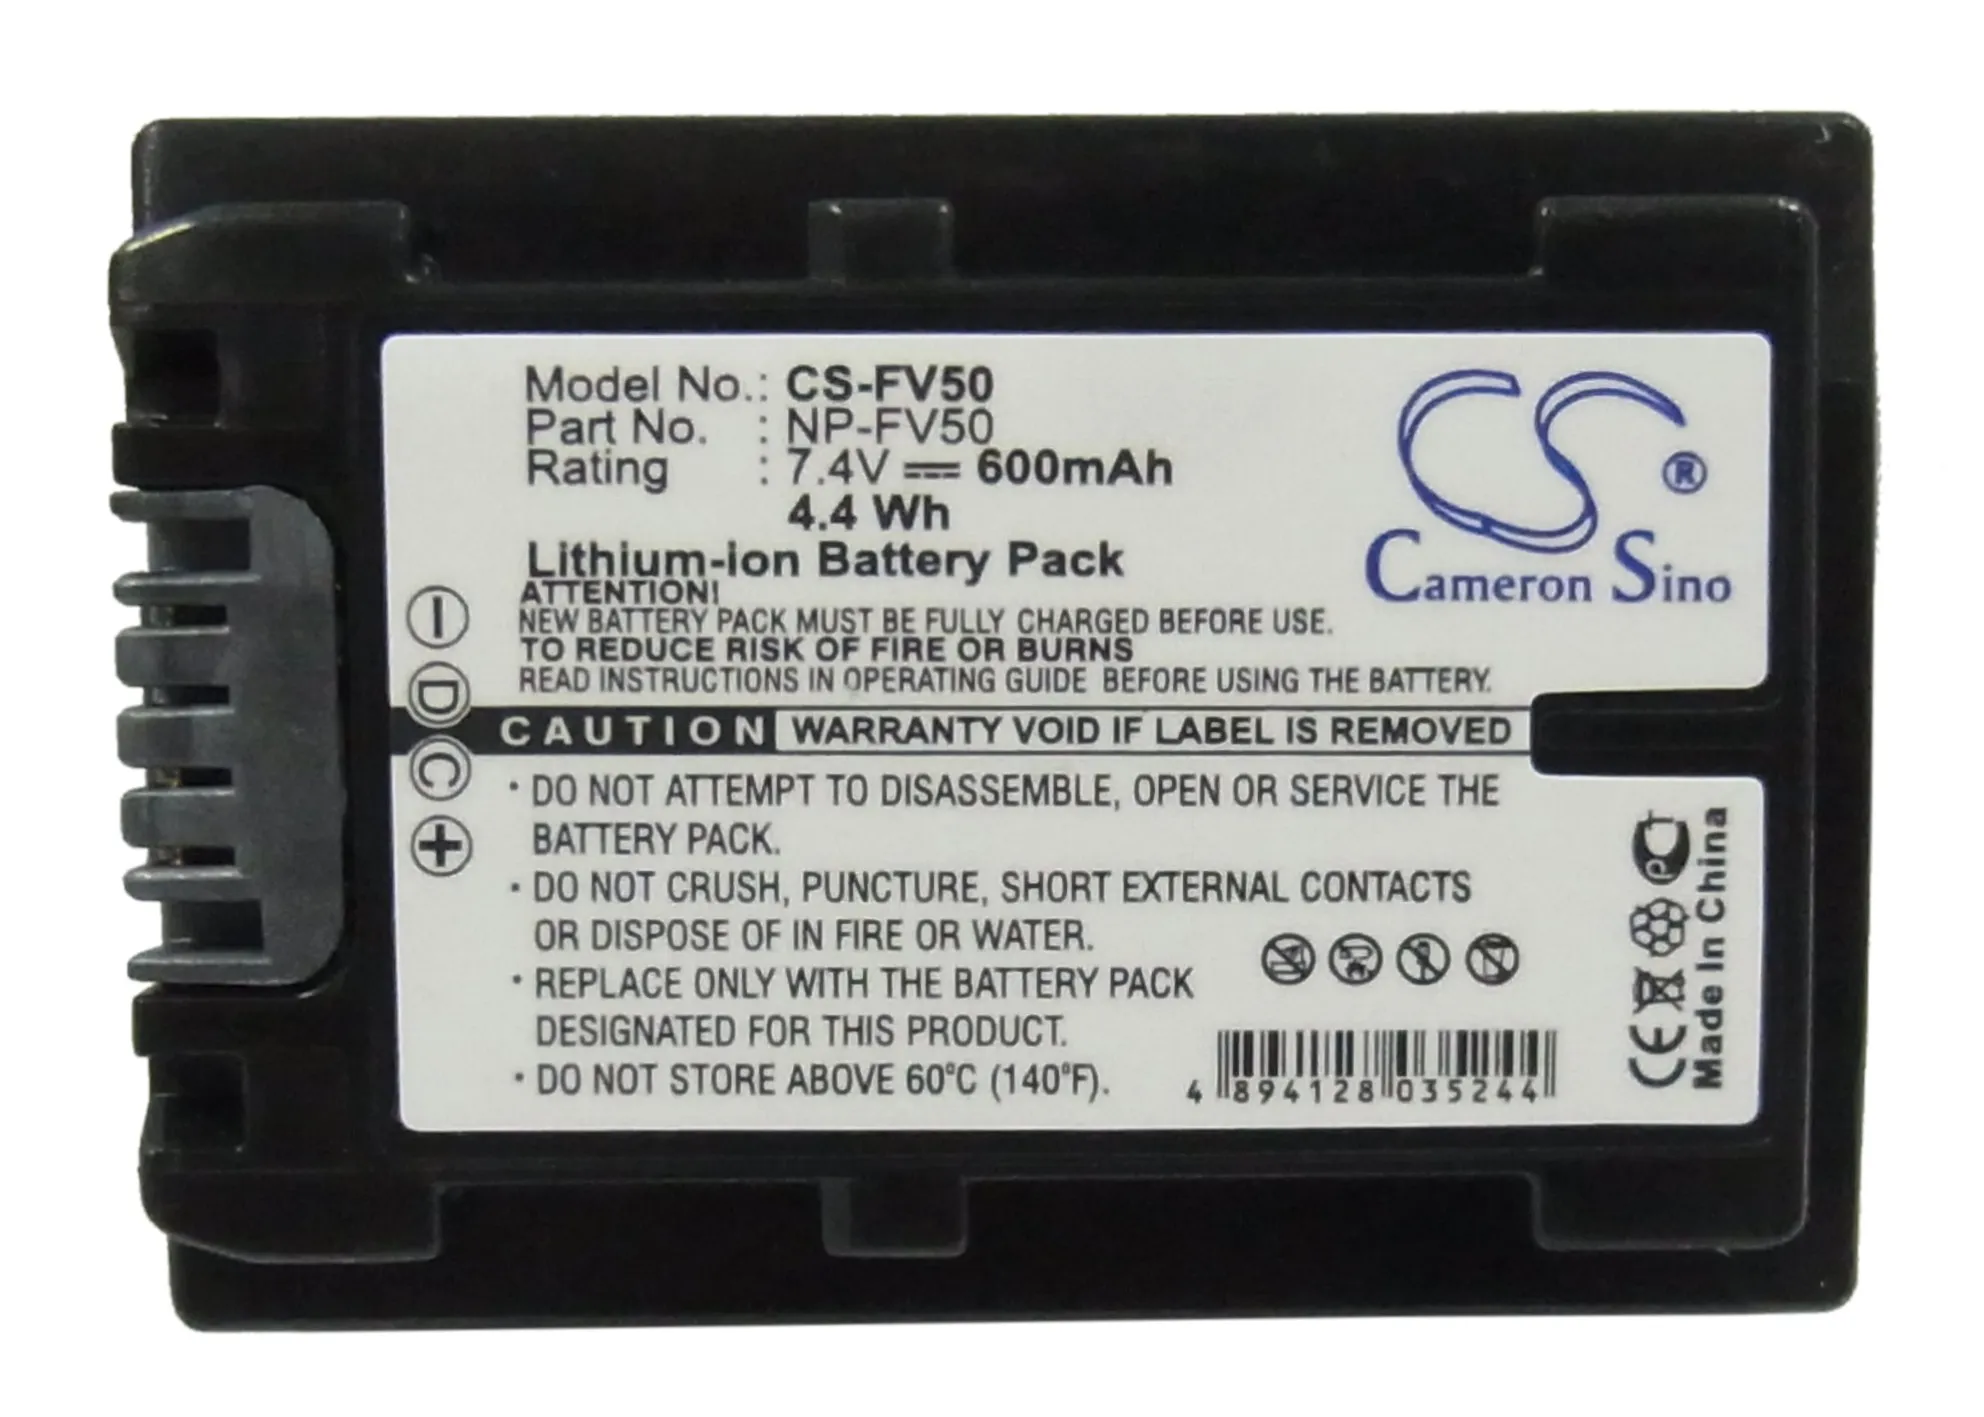 Model No.: CS-FV50
Part No. : NP-FV50
Rating : 7.4V 600mAh
4.4 Wh
Lithium-ion Battery Pack
CS ®
Cameron Sino
ATTENTION!
NEW BATTERY PACK MUST BE FULLY CHARGED BEFORE USE.
TO REDUCE RISK OF FIRE OR BURNS
READ INSTRUCTIONS IN OPERATING GUIDE BEFORE USING THE BATTERY.
− D C +
CAUTION WARRANTY VOID IF LABEL IS REMOVED
· DO NOT ATTEMPT TO DISASSEMBLE, OPEN OR SERVICE THE
BATTERY PACK.
· DO NOT CRUSH, PUNCTURE, SHORT EXTERNAL CONTACTS
OR DISPOSE OF IN FIRE OR WATER.
· REPLACE ONLY WITH THE BATTERY PACK
DESIGNATED FOR THIS PRODUCT.
· DO NOT STORE ABOVE 60°C (140°F).
4 894128 035244
CE PCT
Made In China